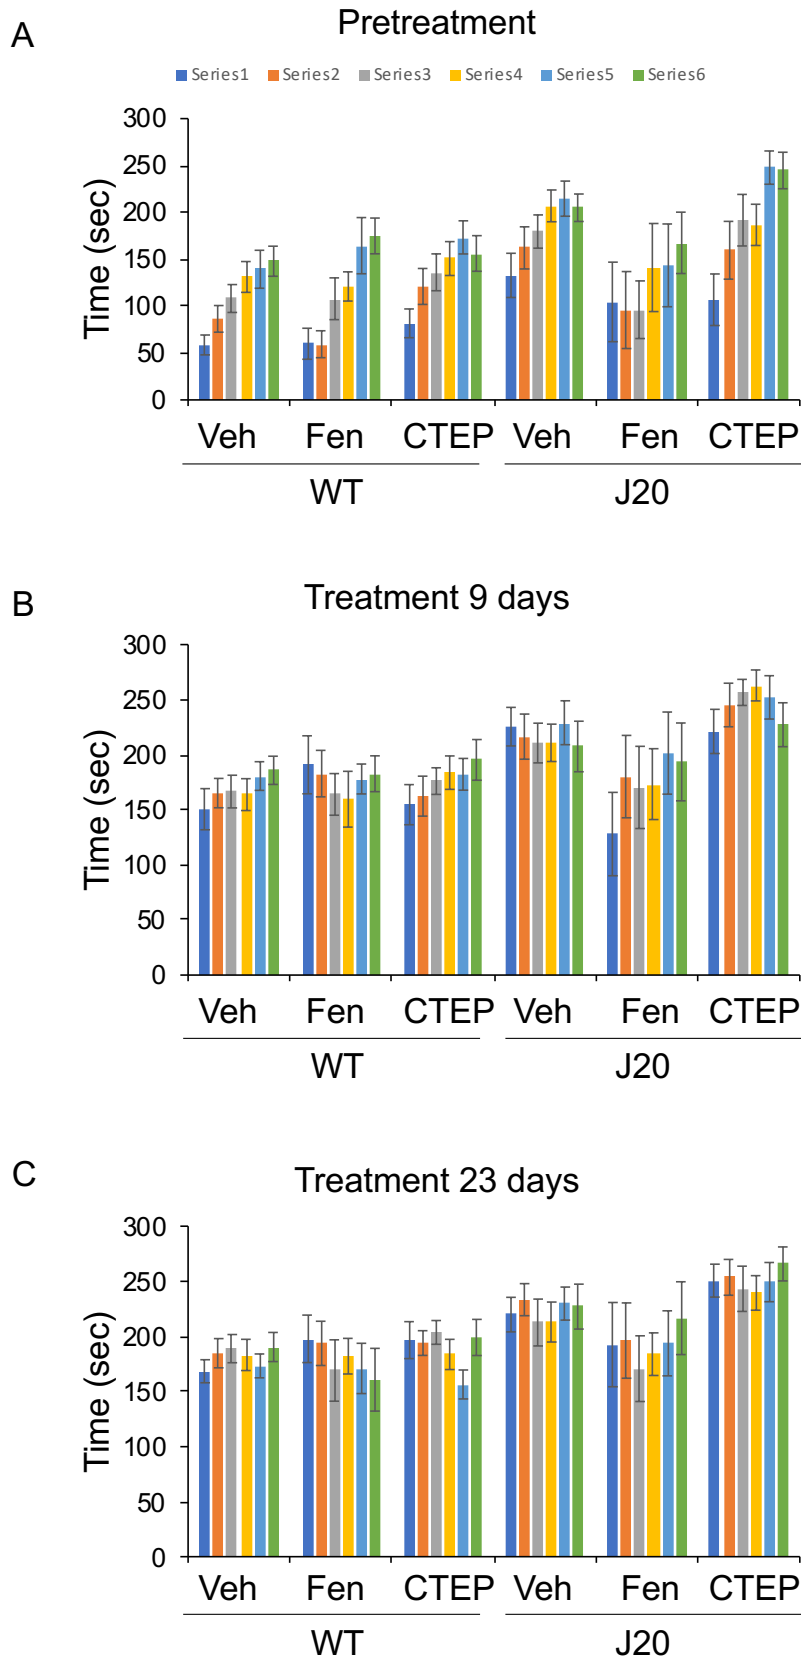 A
Pretreatment
Series1 Series2 Series3 Series4 Series5 Series6
Time (sec)
300
250
200
150
100
50
0
Veh Fen CTEP Veh Fen CTEP
WT J20
B
Treatment 9 days
Time (sec)
300
250
200
150
100
50
0
Veh Fen CTEP Veh Fen CTEP
WT J20
C
Treatment 23 days
Time (sec)
300
250
200
150
100
50
0
Veh Fen CTEP Veh Fen CTEP
WT J20